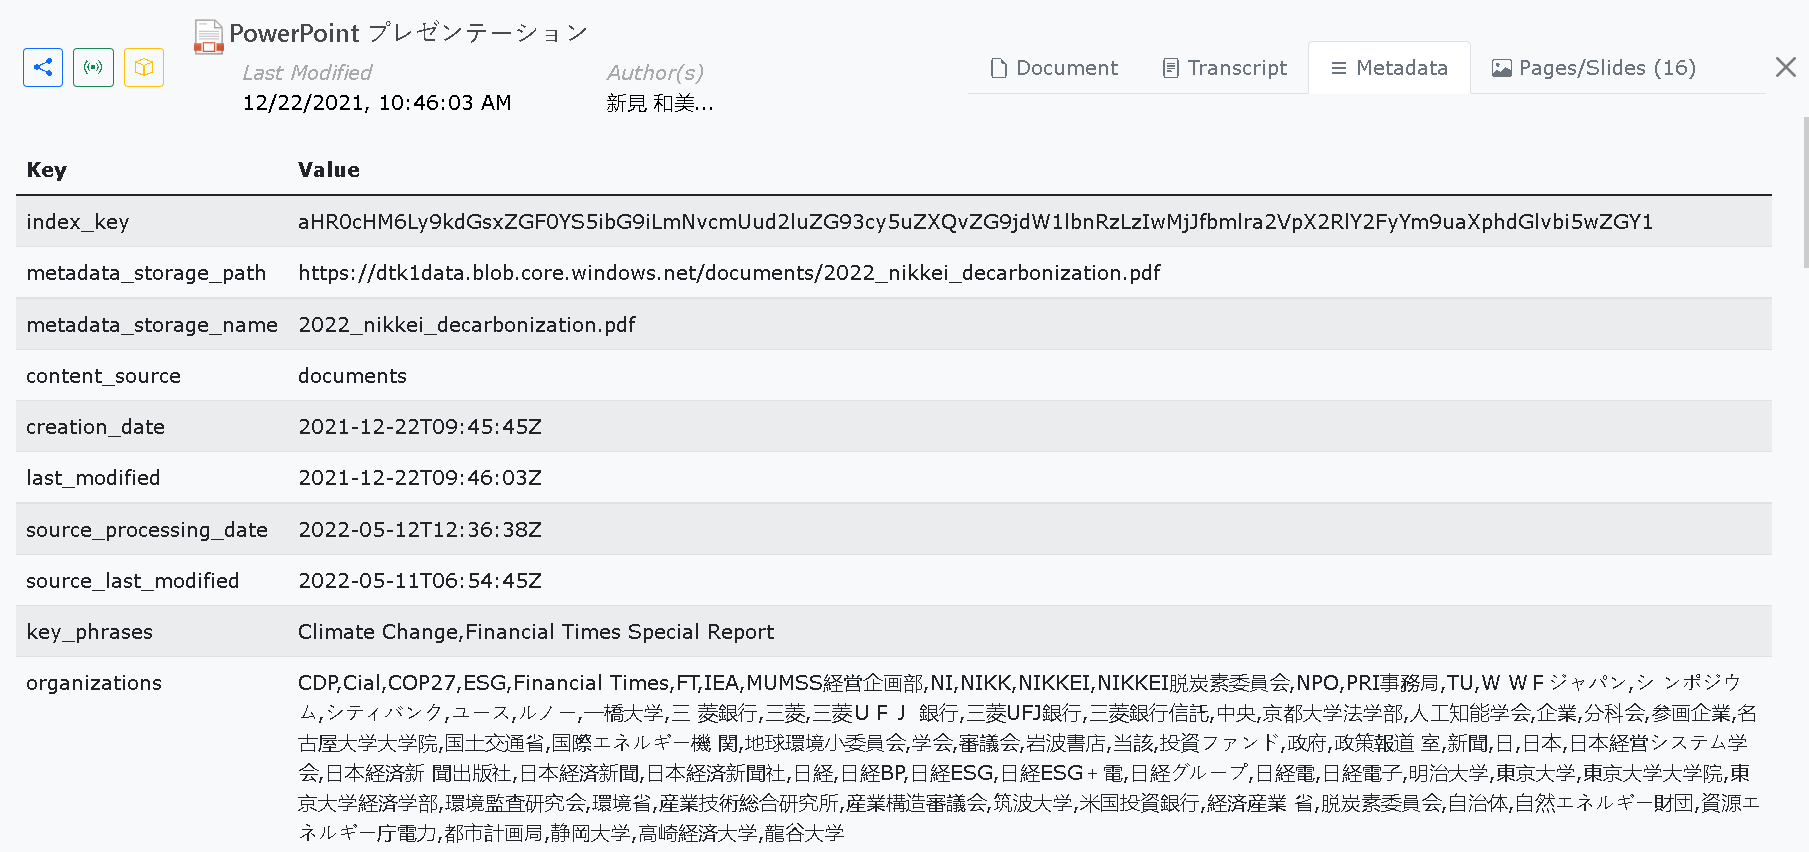 PowerPoint プレゼンテーション
Last Modified
Author(s)
12/22/2021, 10:46:03 AM
新見 和美...
Document
Transcript
Metadata
Pages/Slides (16)
Key
Value
index_key
aHR0cHM6Ly9kdGsxZGF0YS5ibG9iLmNvcmUud2luZG93cy5uZXQvZG9jdW1lbnRzLzIwMjJfbmlra2VpX2RlY2FyYm9uaXphdGlvbi5wZGY1
metadata_storage_path
https://dtk1data.blob.core.windows.net/documents/2022_nikkei_decarbonization.pdf
metadata_storage_name
2022_nikkei_decarbonization.pdf
content_source
documents
creation_date
2021-12-22T09:45:45Z
last_modified
2021-12-22T09:46:03Z
source_processing_date
2022-05-12T12:36:38Z
source_last_modified
2022-05-11T06:54:45Z
key_phrases
Climate Change,Financial Times Special Report
organizations
CDP,Cial,COP27,ESG,Financial Times,FT,IEA,MUMSS経営企画部,NI,NIKK,NIKKEI,NIKKEI脱炭素委員会,NPO,PRI事務局,TU,W W F ジャパン,シ ンポジウ
ム,シティバンク,ユース,ルノー,一橋大学,三 菱銀行,三菱,三菱ＵＦＪ 銀行,三菱UFJ銀行,三菱銀行信託,中央,京都大学法学部,人工知能学会,企業,分科会,参画企業,名
古屋大学大学院,国土交通省,国際エネルギー機 関,地球環境小委員会,学会,審議会,岩波書店,当該,投資ファンド,政府,政策報道 室,新聞,日,日本,日本経営システム学
会,日本経済新 聞出版社,日本経済新聞,日本経済新聞社,日経,日経BP,日経ESG,日経ESG＋電,日経グループ,日経電,日経電子,明治大学,東京大学,東京大学大学院,東
京大学経済学部,環境監査研究会,環境省,産業技術総合研究所,産業構造審議会,筑波大学,米国投資銀行,経済産業 省,脱炭素委員会,自治体,自然エネルギー財団,資源エ
ネルギー庁電力,都市計画局,静岡大学,高崎経済大学,龍谷大学